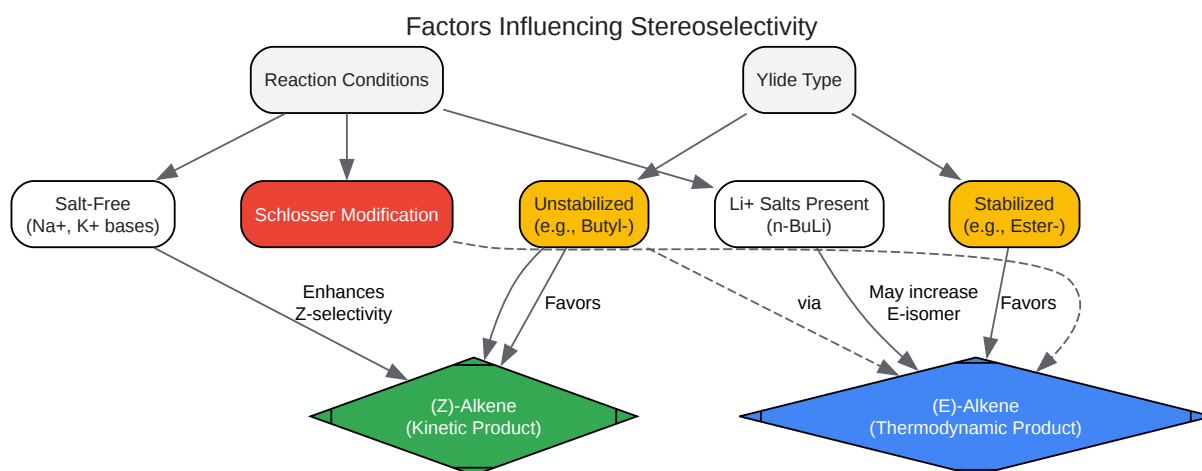 Factors Influencing Stereoselectivity
Reaction Conditions
Ylide Type
Salt-Free
(Na+, K+ bases)
Schlosser Modification
Unstabilized
(e.g., Butyl-)
Li+ Salts Present
(n-BuLi)
Stabilized
(e.g., Ester-)
Enhances
Z-selectivity
Favors
via
May increase
E-isomer
Favors
(Z)-Alkene
(Kinetic Product)
(E)-Alkene
(Thermodynamic Product)